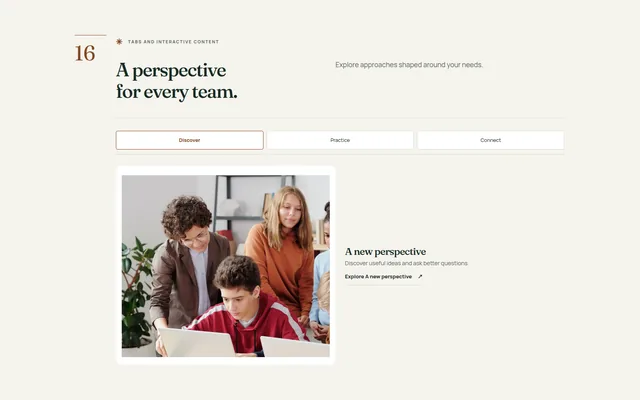 16
TABS AND INTERACTIVE CONTENT
A perspective
for every team.
Explore approaches shaped around your needs.
Discover
Practice
Connect
A new perspective
Discover useful ideas and ask better questions.
Explore A new perspective ↗